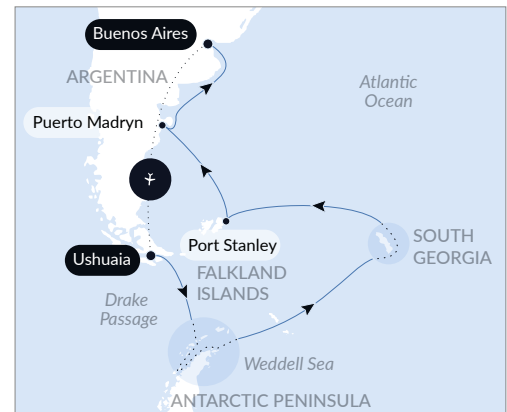 Buenos Aires
ARGENTINA
Atlantic
Ocean
Puerto Madryn
Port Stanley
SOUTH
GEORGIA
Ushuaia
FALKLAND
ISLANDS
Drake
Passage
Weddell Sea
ANTARCTIC PENINSULA